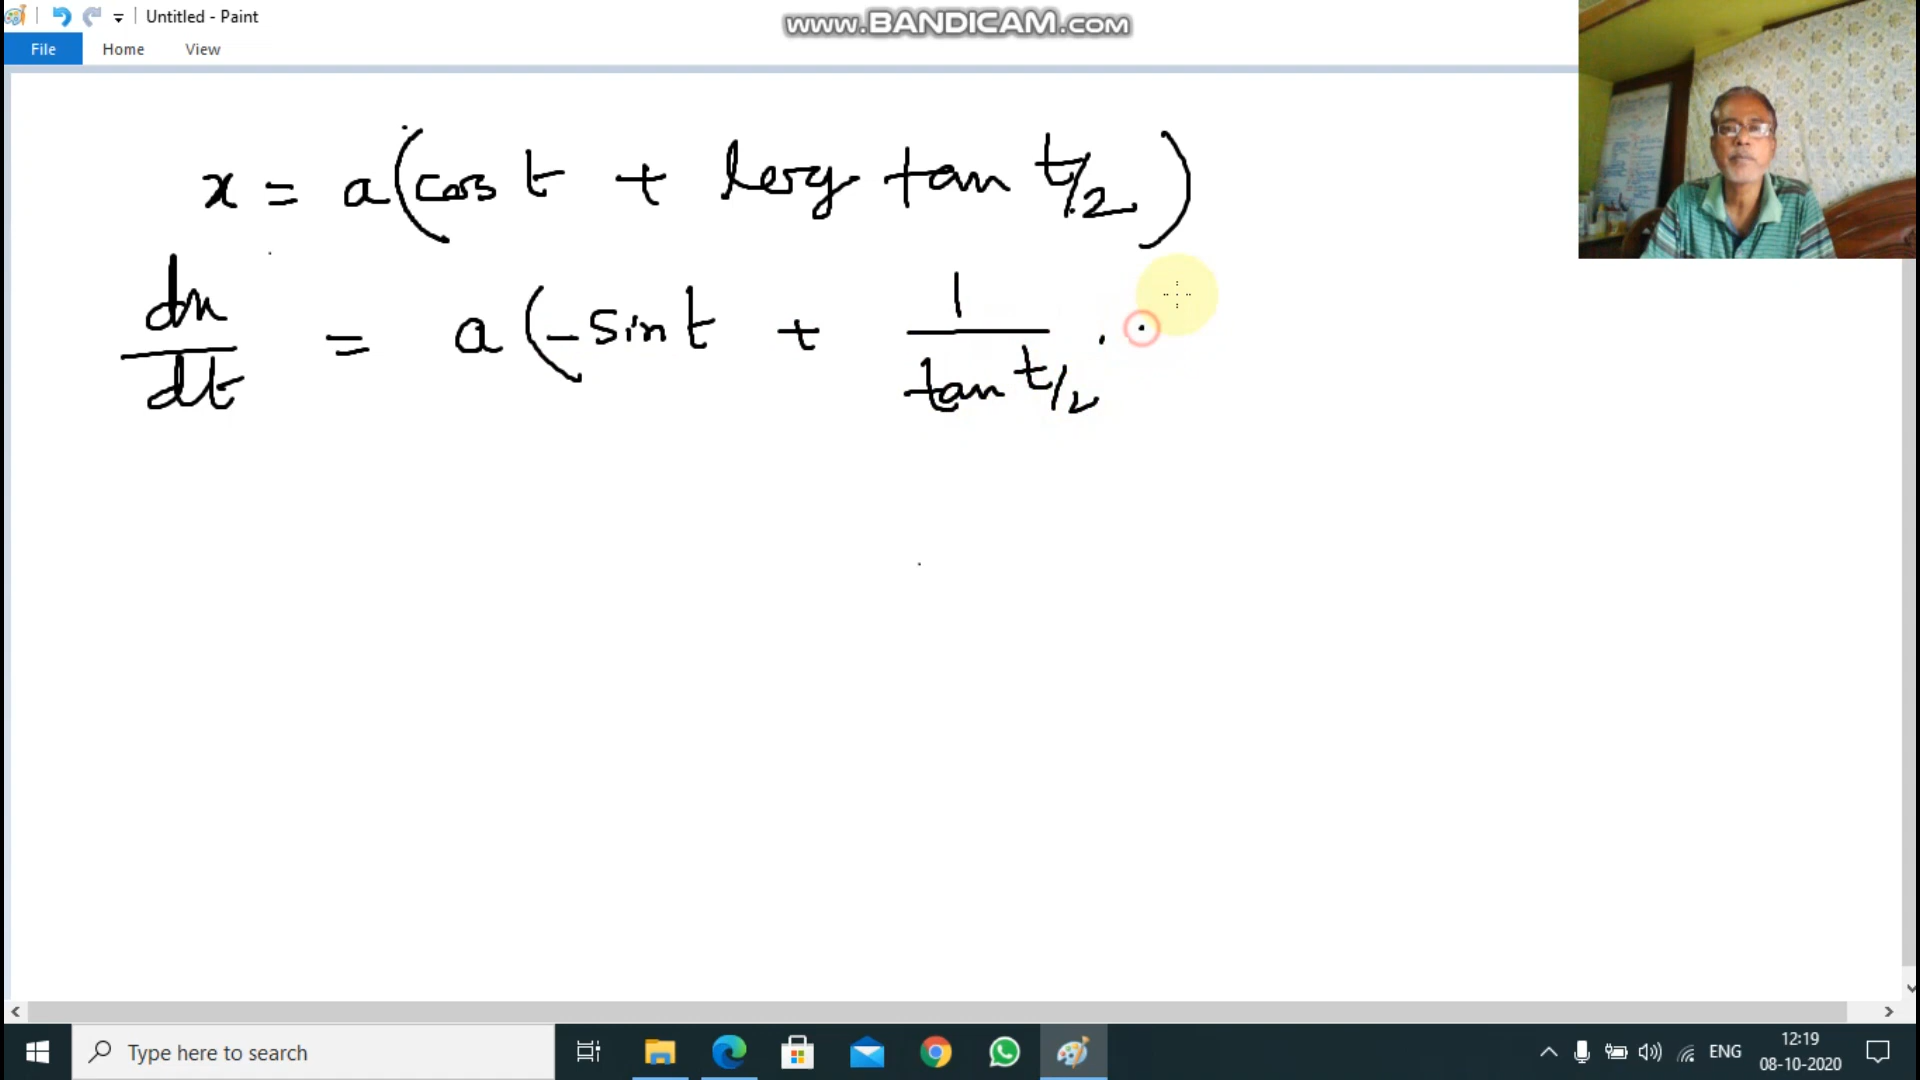 Untitled - Paint
www.BANDICAM.com
File Home View
x = a(cos t + log tan t/2)
dx/dt = a(-sin t + 1/tan t/2 . .
Type here to search
ENG
12:19
08-10-2020